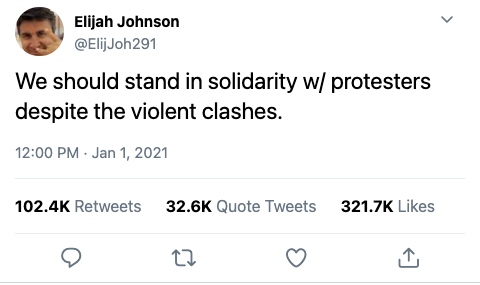 Elijah Johnson
@ElijJoh291
We should stand in solidarity w/ protesters
despite the violent clashes.
12:00 PM · Jan 1, 2021
102.4K Retweets 32.6K Quote Tweets 321.7K Likes